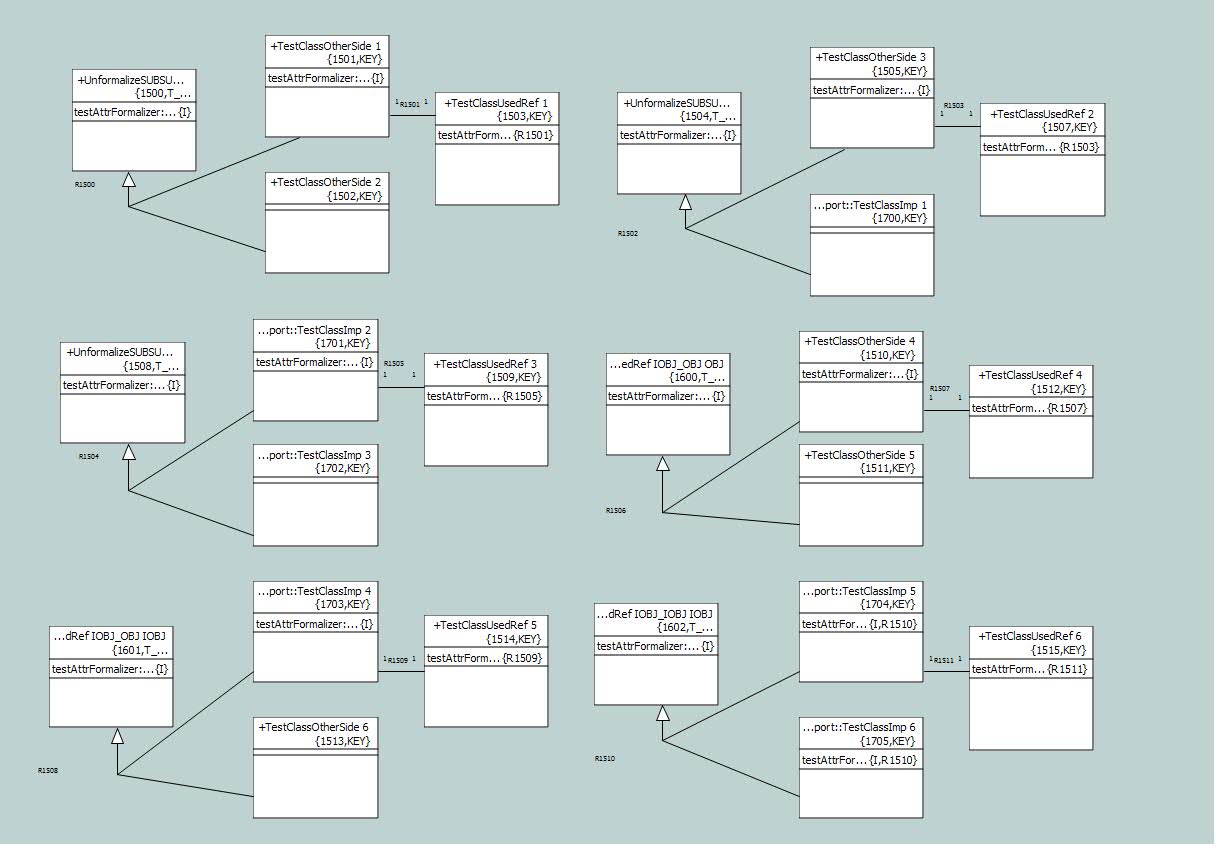 +UnformalizeSUBSU...
{1500,T_...
testAttrFormalizer:...{I}
R1500
+TestClassOtherSide 1
{1501,KEY}
testAttrFormalizer:...{I}
1 R1501 1
+TestClassUsedRef 1
{1503,KEY}
testAttrForm... {R1501}
+TestClassOtherSide 2
{1502,KEY}
+UnformalizeSUBSU...
{1504,T_...
testAttrFormalizer:...{I}
R1502
+TestClassOtherSide 3
{1505,KEY}
testAttrFormalizer:...{I}
R1503
1 1
+TestClassUsedRef 2
{1507,KEY}
testAttrForm... {R1503}
...port::TestClassImp 1
{1700,KEY}
+UnformalizeSUBSU...
{1508,T_...
testAttrFormalizer:...{I}
R1504
...port::TestClassImp 2
{1701,KEY}
testAttrFormalizer:...{I}
R1505
1 1
+TestClassUsedRef 3
{1509,KEY}
testAttrForm... {R1505}
...port::TestClassImp 3
{1702,KEY}
...edRef IOBJ_OBJ OBJ
{1600,T_...
testAttrFormalizer:...{I}
R1506
+TestClassOtherSide 4
{1510,KEY}
testAttrFormalizer:...{I}
R1507
1 1
+TestClassUsedRef 4
{1512,KEY}
testAttrForm... {R1507}
+TestClassOtherSide 5
{1511,KEY}
...dRef IOBJ_OBJ IOBJ
{1601,T_...
testAttrFormalizer:...{I}
R1508
...port::TestClassImp 4
{1703,KEY}
testAttrFormalizer:...{I}
1 R1509 1
+TestClassUsedRef 5
{1514,KEY}
testAttrForm... {R1509}
+TestClassOtherSide 6
{1513,KEY}
...dRef IOBJ_IOBJ IOBJ
{1602,T_...
testAttrFormalizer:...{I}
R1510
...port::TestClassImp 5
{1704,KEY}
testAttrFor... {I,R1510}
1 R1511 1
+TestClassUsedRef 6
{1515,KEY}
testAttrForm... {R1511}
...port::TestClassImp 6
{1705,KEY}
testAttrFor... {I,R1510}